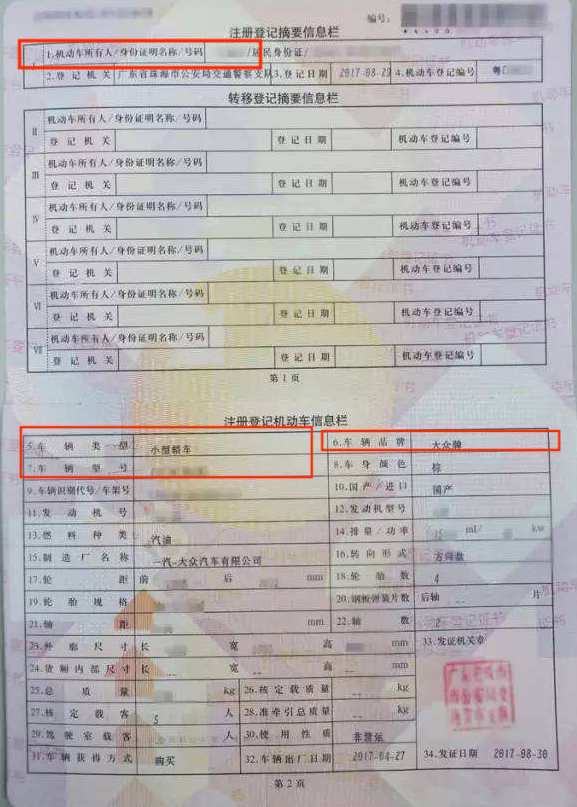 注册登记摘要信息栏
编号:
I 1.机动车所有人/身份证明名称/号码 /居民身份证/
2.登记机关 广东省珠海市公安局交通警察支队 3.登记日期 2017-08-29 4.机动车登记编号 粤
转移登记摘要信息栏
II 机动车所有人/身份证明名称/号码
登记机关 登记日期 机动车登记编号
III 机动车所有人/身份证明名称/号码
登记机关 登记日期 机动车登记编号
IV 机动车所有人/身份证明名称/号码
登记机关 登记日期 机动车登记编号
V 机动车所有人/身份证明名称/号码
登记机关 登记日期 机动车登记编号
VI 机动车所有人/身份证明名称/号码
登记机关 登记日期 机动车登记编号
VII 机动车所有人/身份证明名称/号码
登记机关 登记日期 机动车登记编号
第1页
注册登记机动车信息栏
5.车辆类型 小型轿车 6.车辆品牌 大众牌
7.车辆型号 8.车身颜色 棕
9.车辆识别代号/车架号 10.国产/进口 国产
11.发动机号 12.发动机型号
13.燃料种类 汽油 14.排量/功率 ml/ kw
15.制造厂名称 一汽-大众汽车有限公司 16.转向形式 方向盘
17.轮距 前 后 mm 18.轮胎数 4
19.轮胎规格 20.钢板弹簧片数 后轴 片
21.轴距 mm 22.轴数 2
23.外廓尺寸 长 宽 高 mm 33.发证机关章
24.货厢内部尺寸 长 宽 高 mm
25.总质量 kg 26.核定载质量 kg
27.核定载客 5 人 28.准牵引总质量 kg
29.驾驶室载客 人 30.使用性质 非营运
31.车辆获得方式 购买 32.车辆出厂日期 2017-04-27 34.发证日期 2017-08-30
第2页